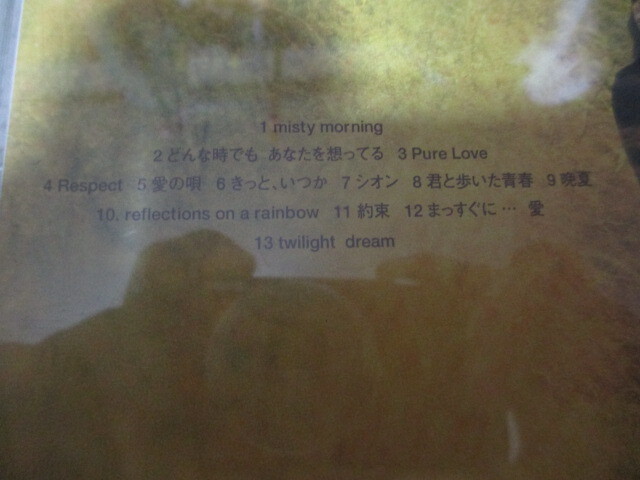 1 misty morning
2 どんな時でも あなたを想ってる 3 Pure Love
4 Respect 5 愛の唄 6 きっと、いつか 7 シオン 8 君と歩いた青春 9 晩夏
10. reflections on a rainbow 11 約束 12 まっすぐに… 愛
13 twilight dream